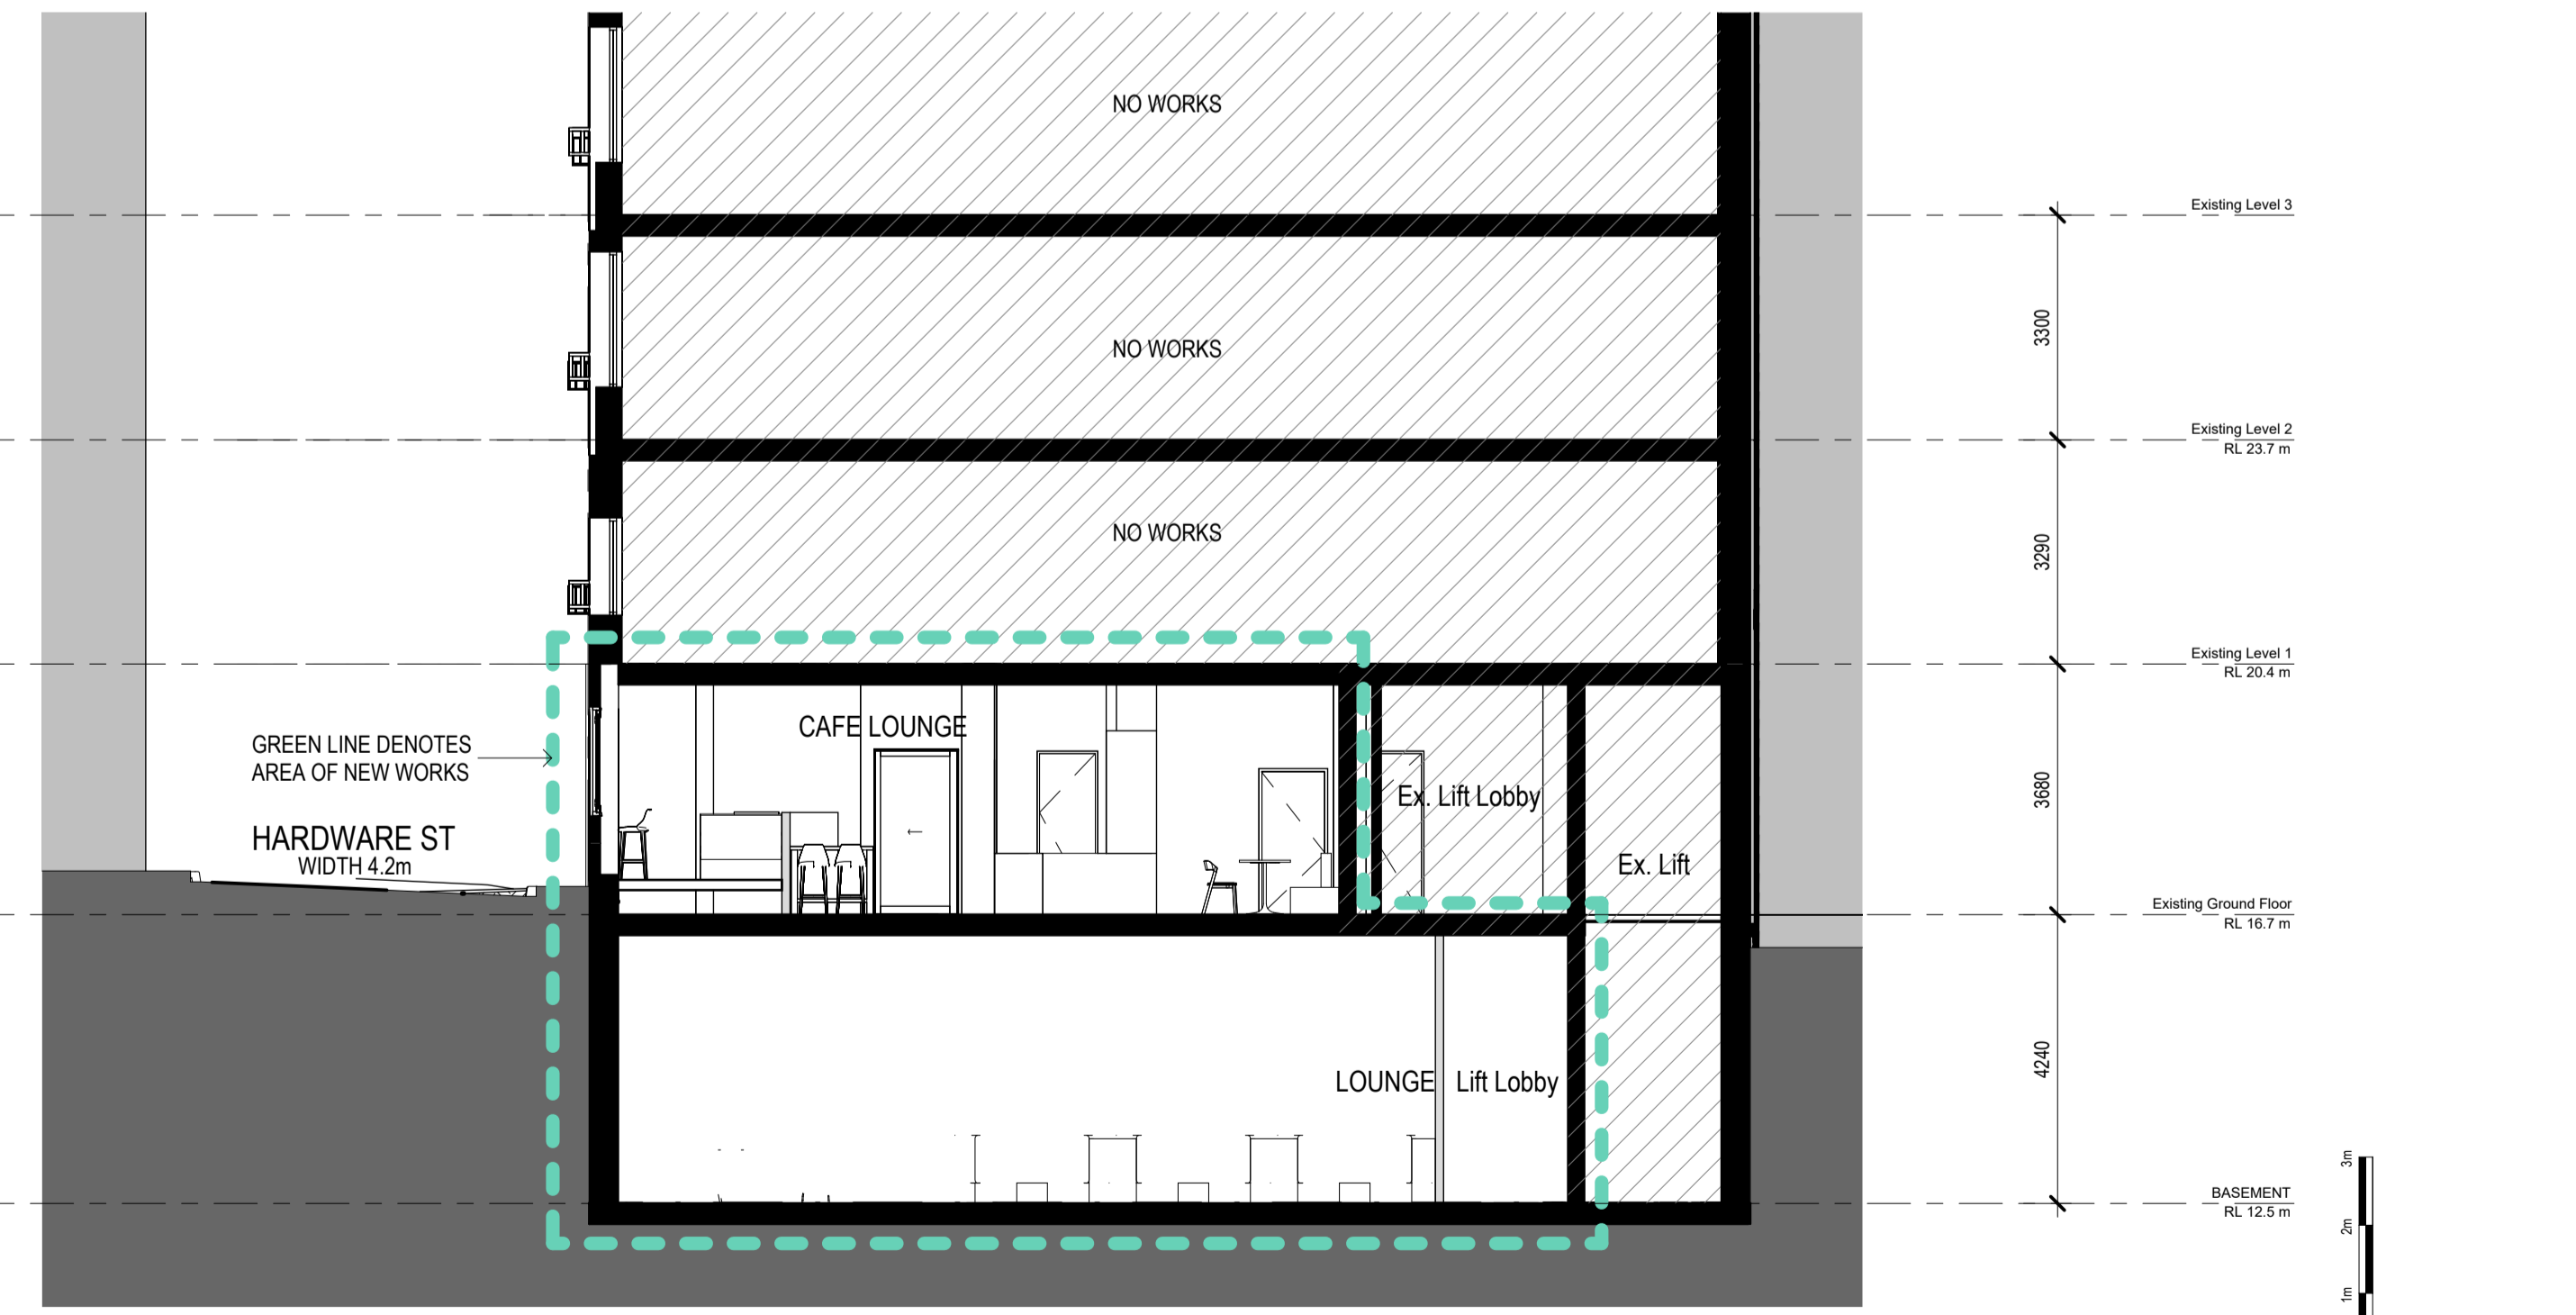 NO WORKS
Existing Level 3
3300
NO WORKS
Existing Level 2
RL 23.7 m
NO WORKS
3290
Existing Level 1
RL 20.4 m
CAFE LOUNGE
GREEN LINE DENOTES
AREA OF NEW WORKS
Ex. Lift Lobby
3680
HARDWARE ST
WIDTH 4.2m
Ex. Lift
Existing Ground Floor
RL 16.7 m
4240
LOUNGE
Lift Lobby
3m
BASEMENT
RL 12.5 m
2m
1m